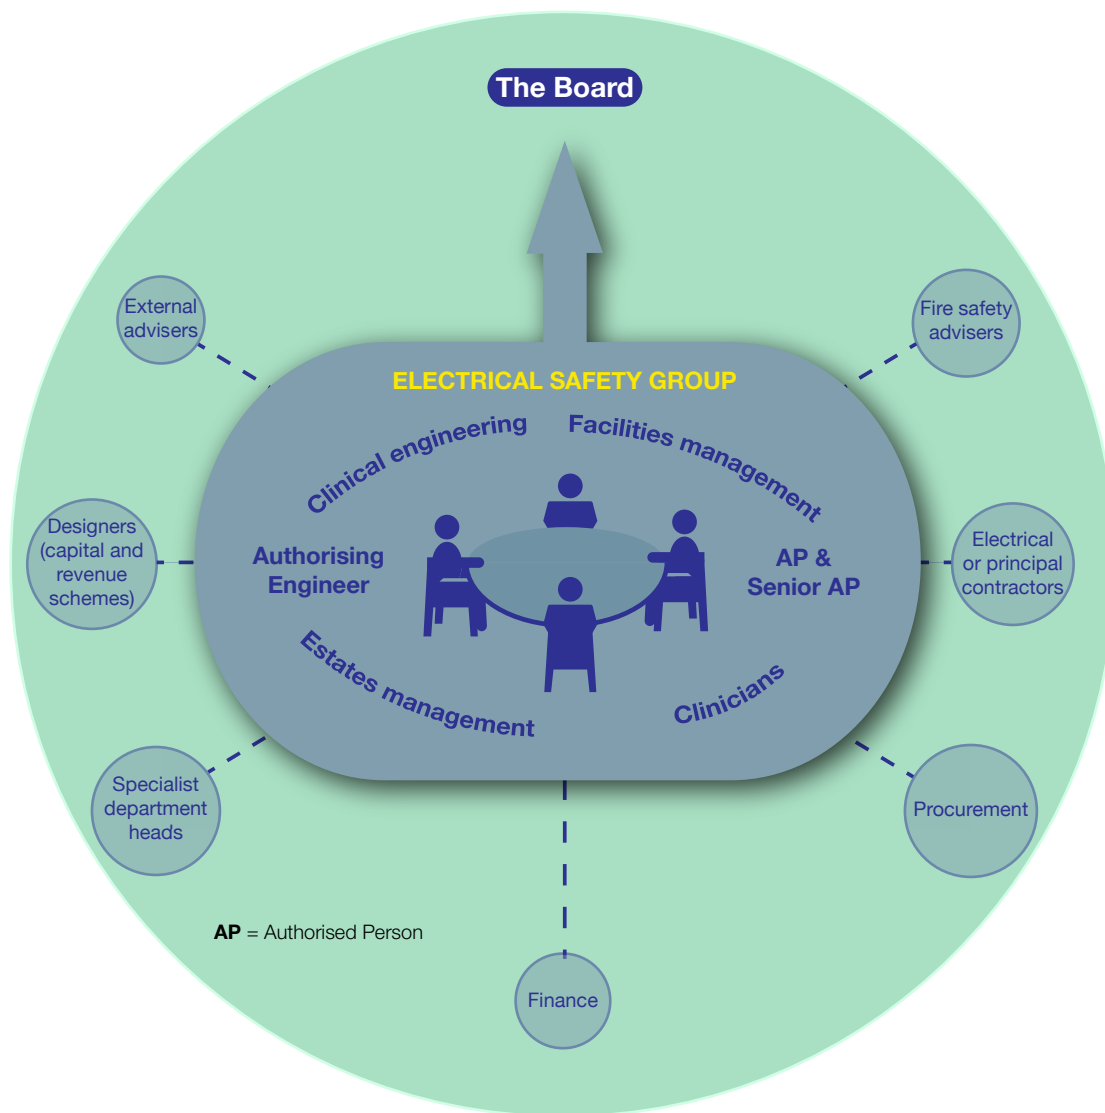 The Board
External
advisers
Fire safety
advisers
ELECTRICAL SAFETY GROUP
Clinical engineering
Facilities management
Designers
(capital and
revenue
schemes)
Authorising
Engineer
AP &
Senior AP
Electrical
or principal
contractors
Estates management
Clinicians
Specialist
department
heads
Procurement
AP = Authorised Person
Finance